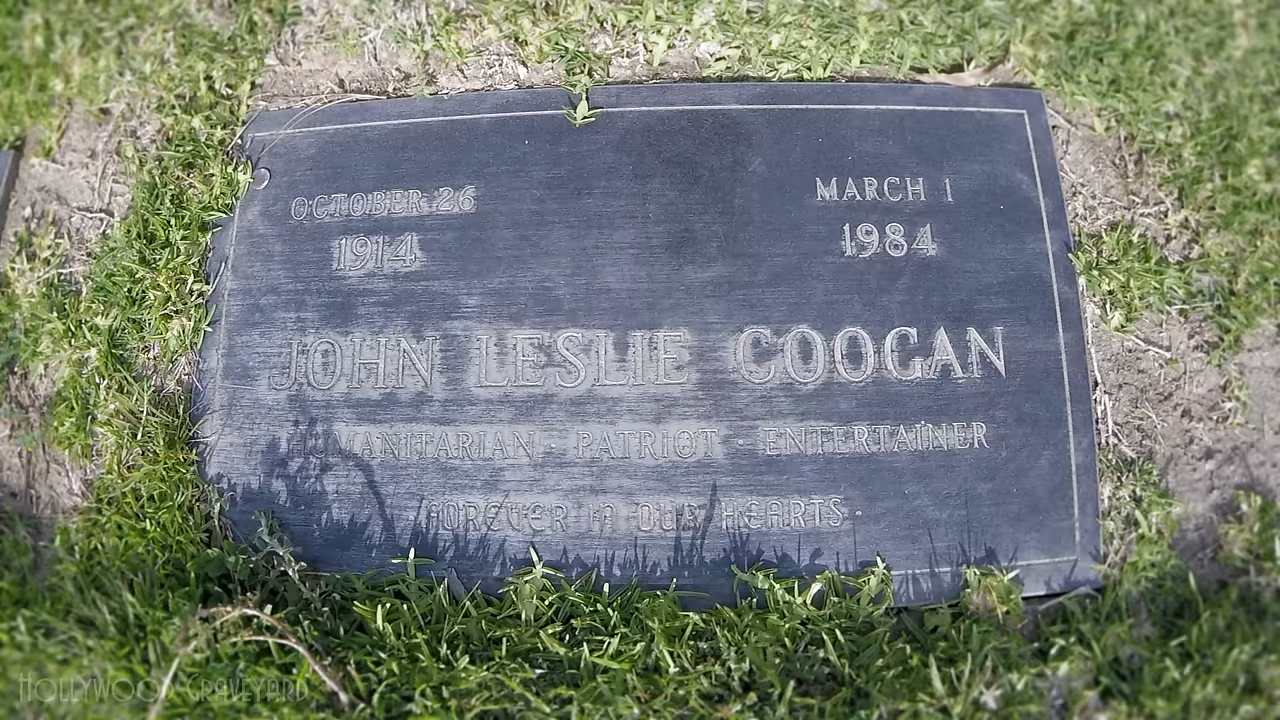 OCTOBER 26
1914
MARCH 1
1984
JOHN LESLIE COOGAN
HUMANITARIAN · PATRIOT · ENTERTAINER
FOREVER IN OUR HEARTS
HOLLYWOOD GRAVEYARD